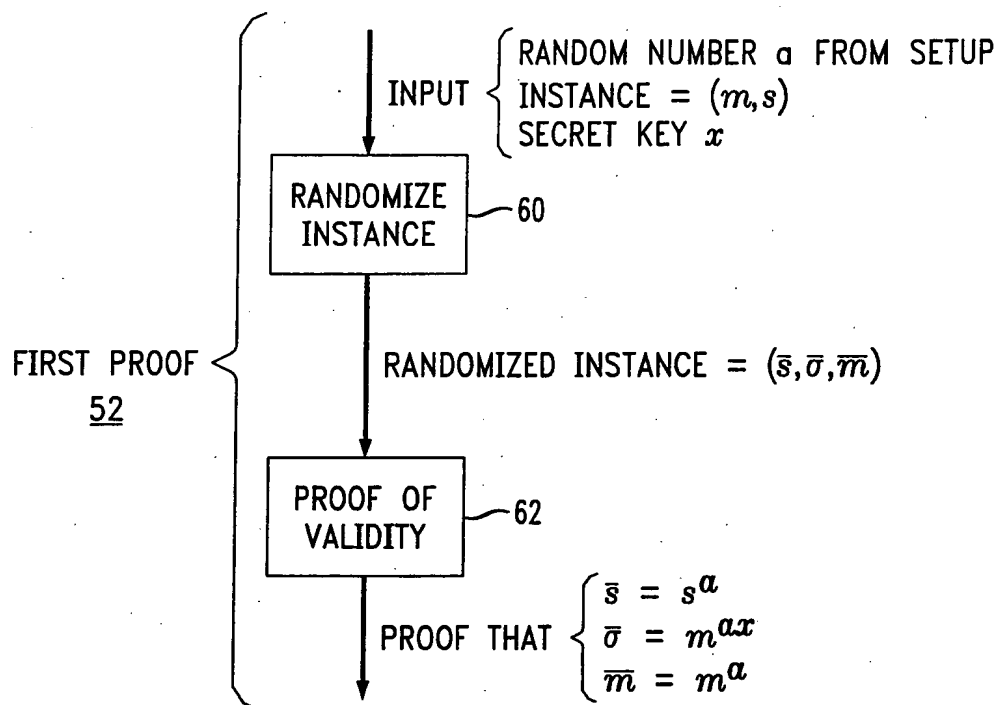 RANDOM NUMBER a FROM SETUP
INPUT
INSTANCE = (m,s)
SECRET KEY x
RANDOMIZE
INSTANCE
60
FIRST PROOF
52
RANDOMIZED INSTANCE = (s̅,σ̅,m̅)
PROOF OF
VALIDITY
62
PROOF THAT
s̅ = s^a
σ̅ = m^{ax}
m̅ = m^a